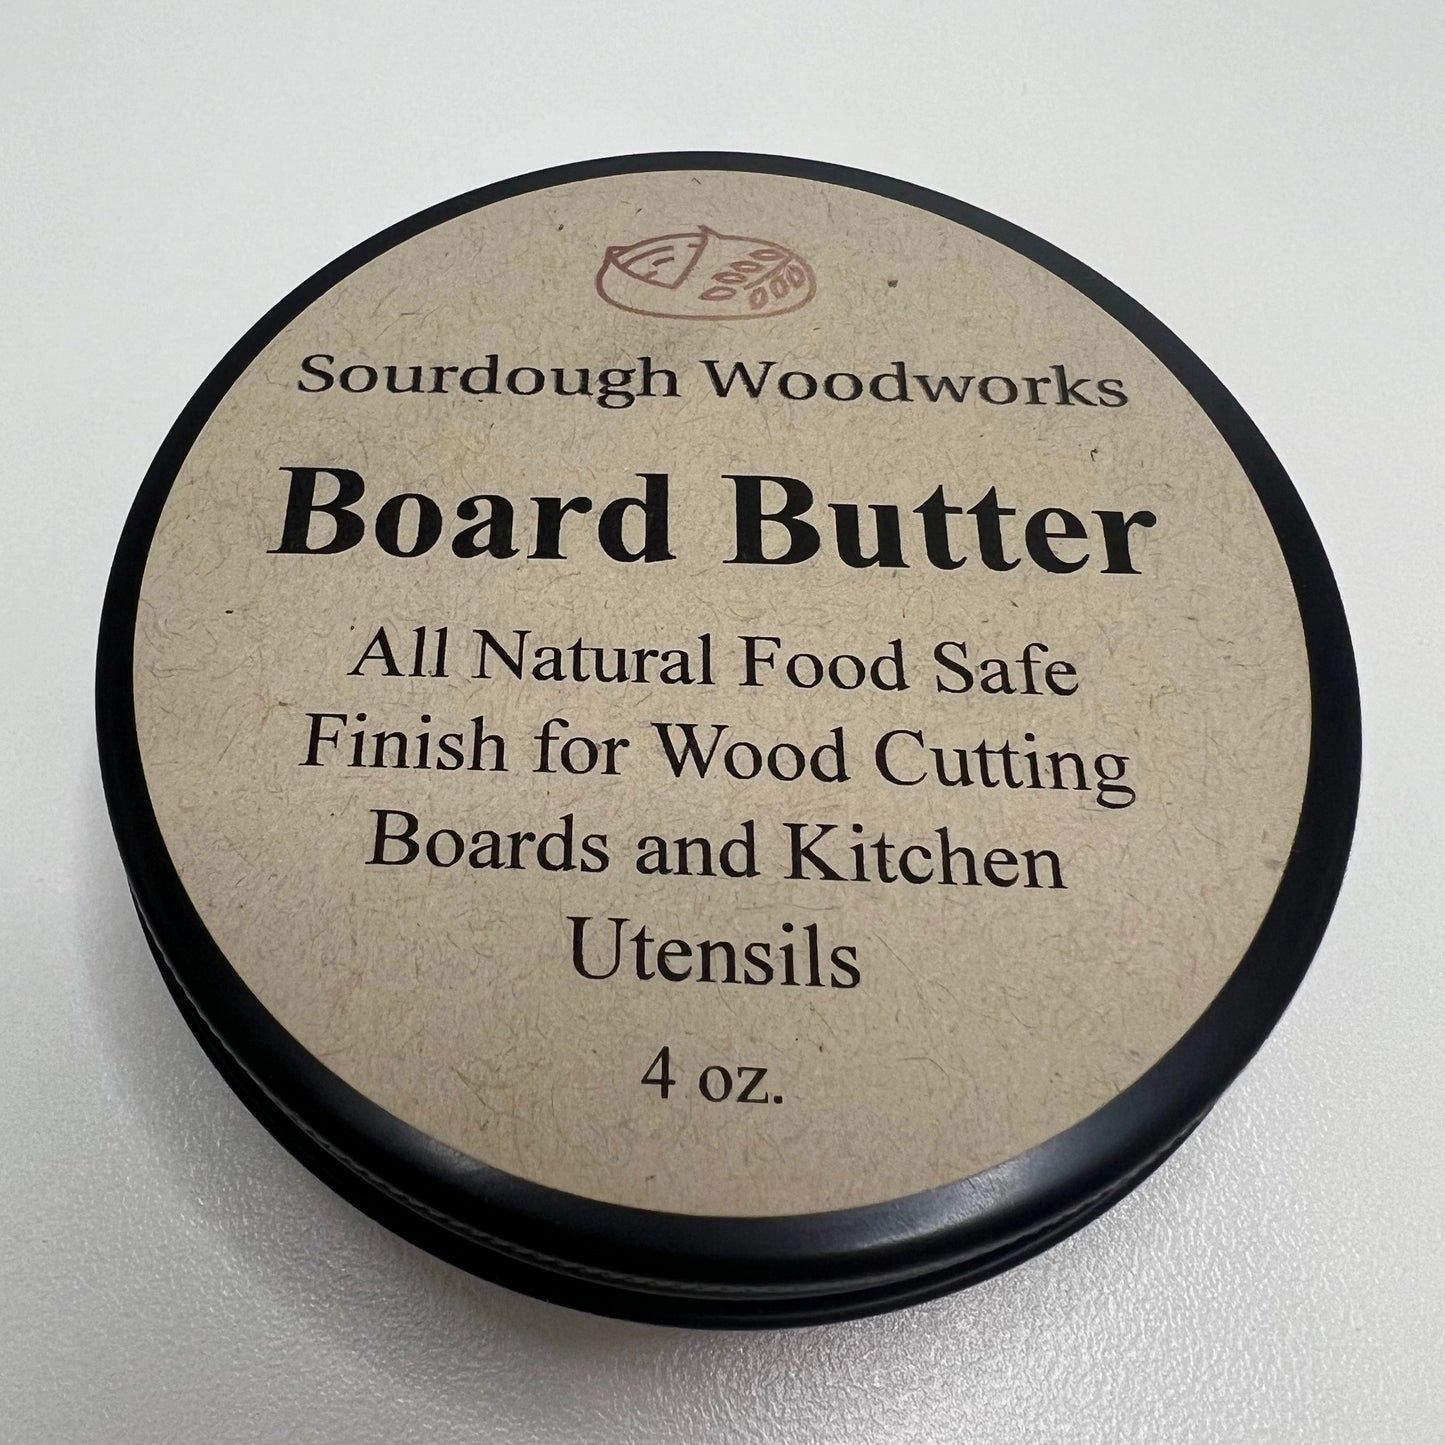 Sourdough Woodworks
Board Butter
All Natural Food Safe
Finish for Wood Cutting
Boards and Kitchen
Utensils
4 oz.